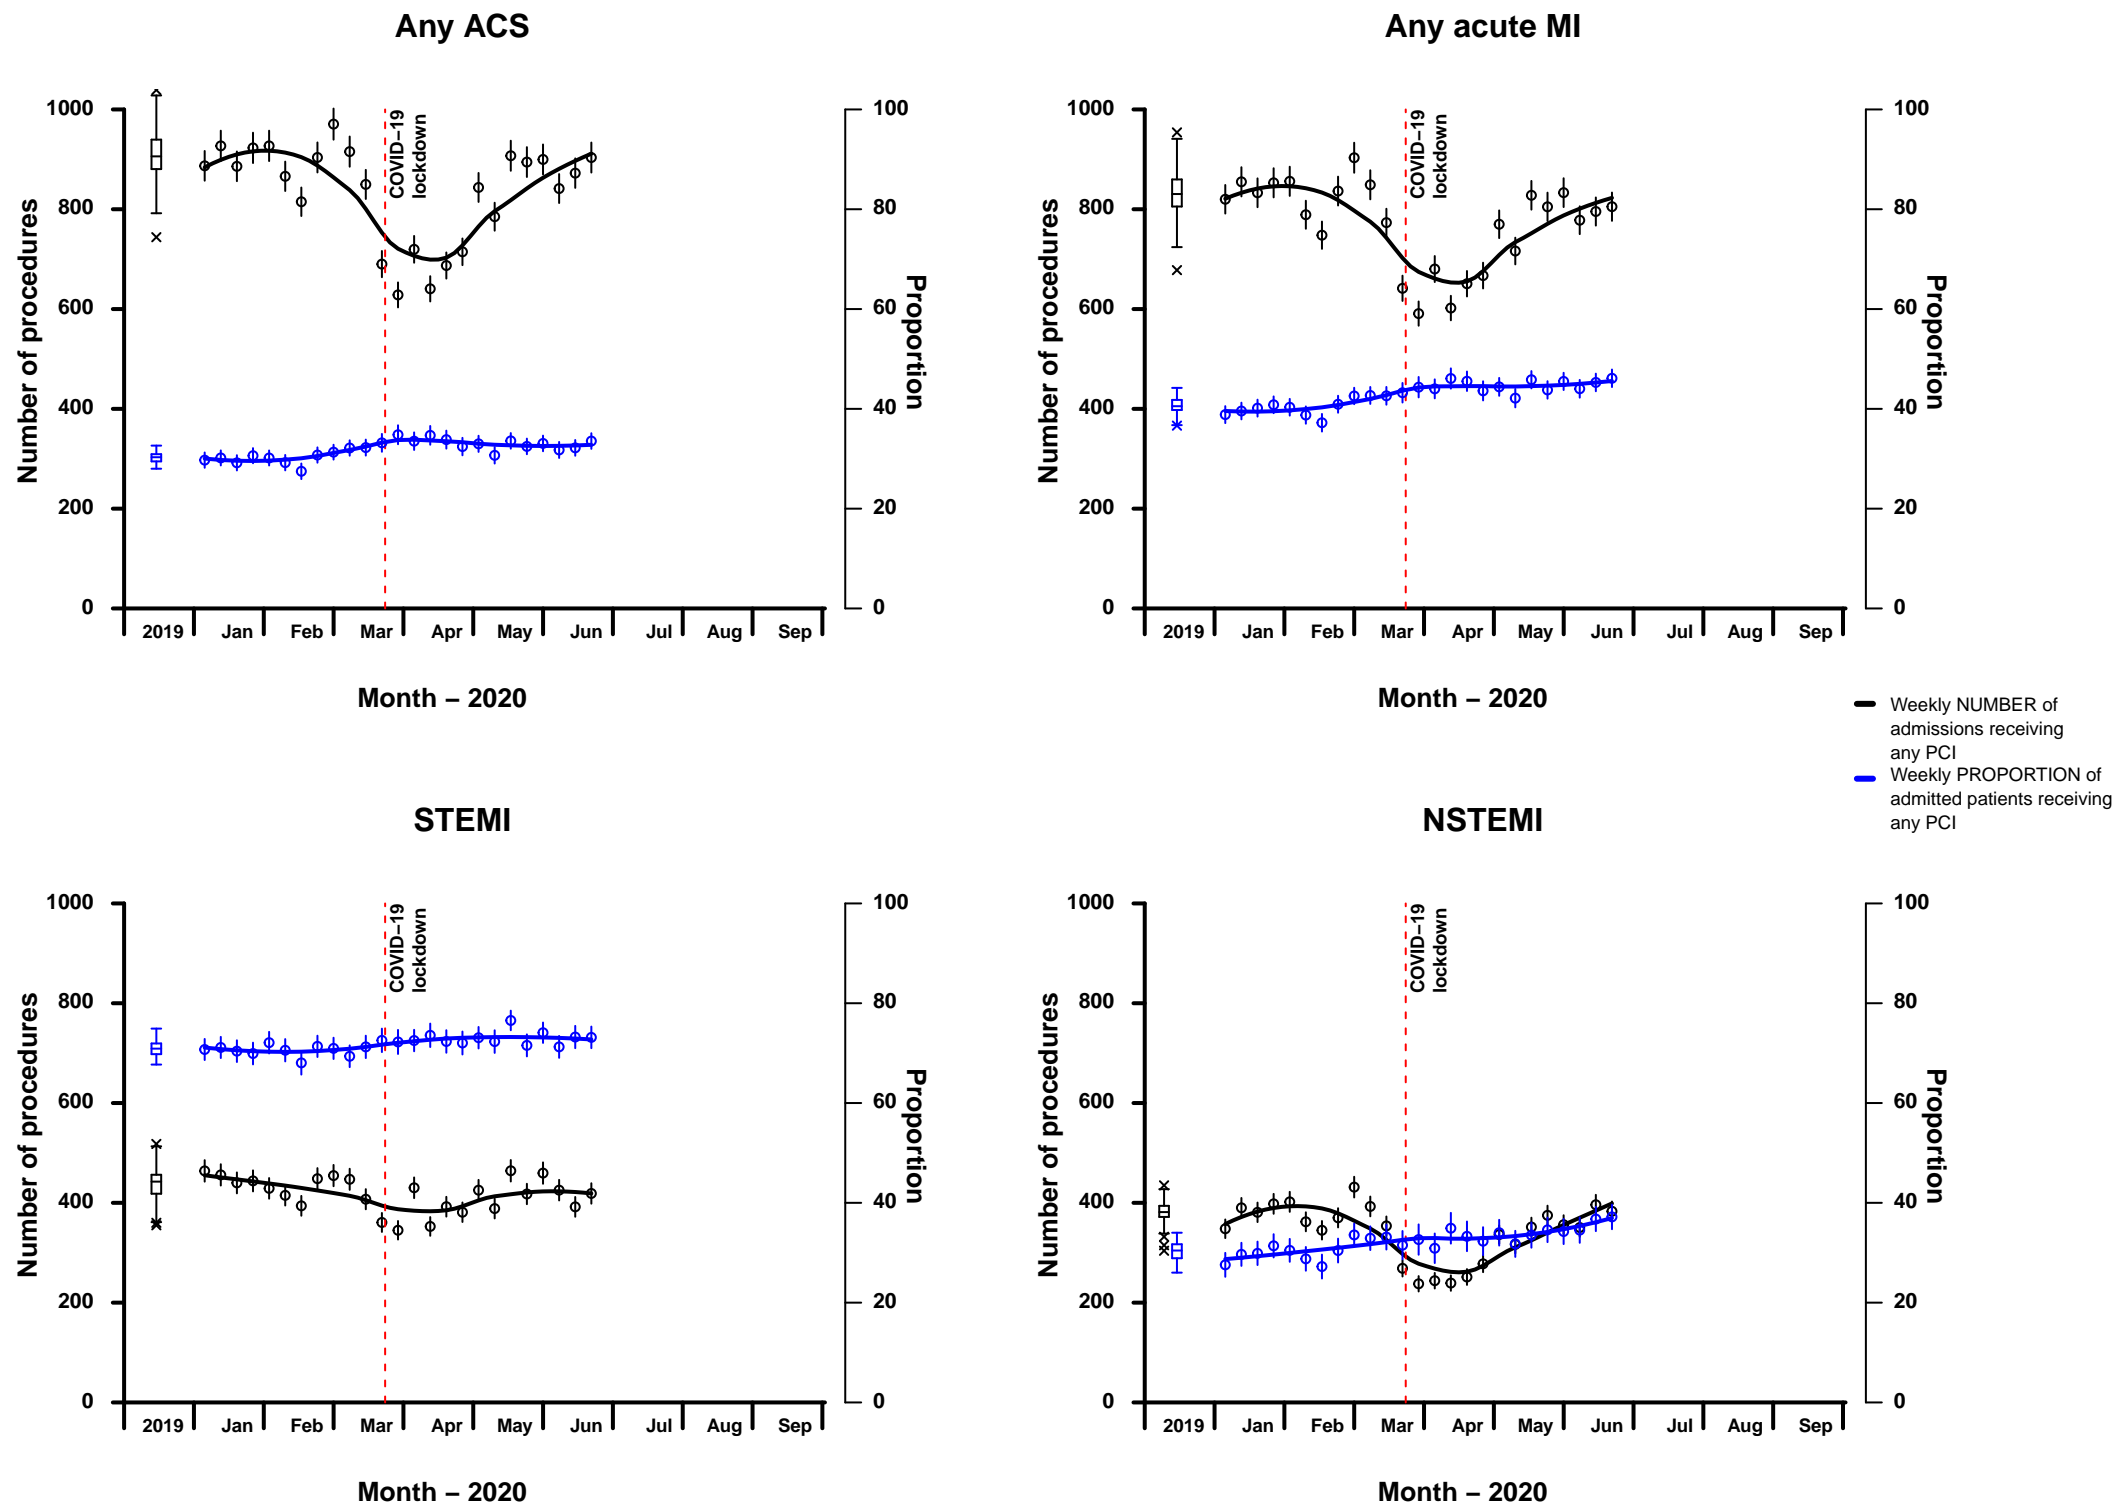 Any ACS
Number of procedures
1000
800
600
400
200
0
COVID–19
lockdown
100
80
60
40
20
0
Proportion
2019 Jan Feb Mar Apr May Jun Jul Aug Sep
Month – 2020
Any acute MI
Number of procedures
1000
800
600
400
200
0
COVID–19
lockdown
100
80
60
40
20
0
Proportion
2019 Jan Feb Mar Apr May Jun Jul Aug Sep
Month – 2020
Weekly NUMBER of
admissions receiving
any PCI
Weekly PROPORTION of
admitted patients receiving
any PCI
STEMI
Number of procedures
1000
800
600
400
200
0
COVID–19
lockdown
100
80
60
40
20
0
Proportion
2019 Jan Feb Mar Apr May Jun Jul Aug Sep
Month – 2020
NSTEMI
Number of procedures
1000
800
600
400
200
0
COVID–19
lockdown
100
80
60
40
20
0
Proportion
2019 Jan Feb Mar Apr May Jun Jul Aug Sep
Month – 2020